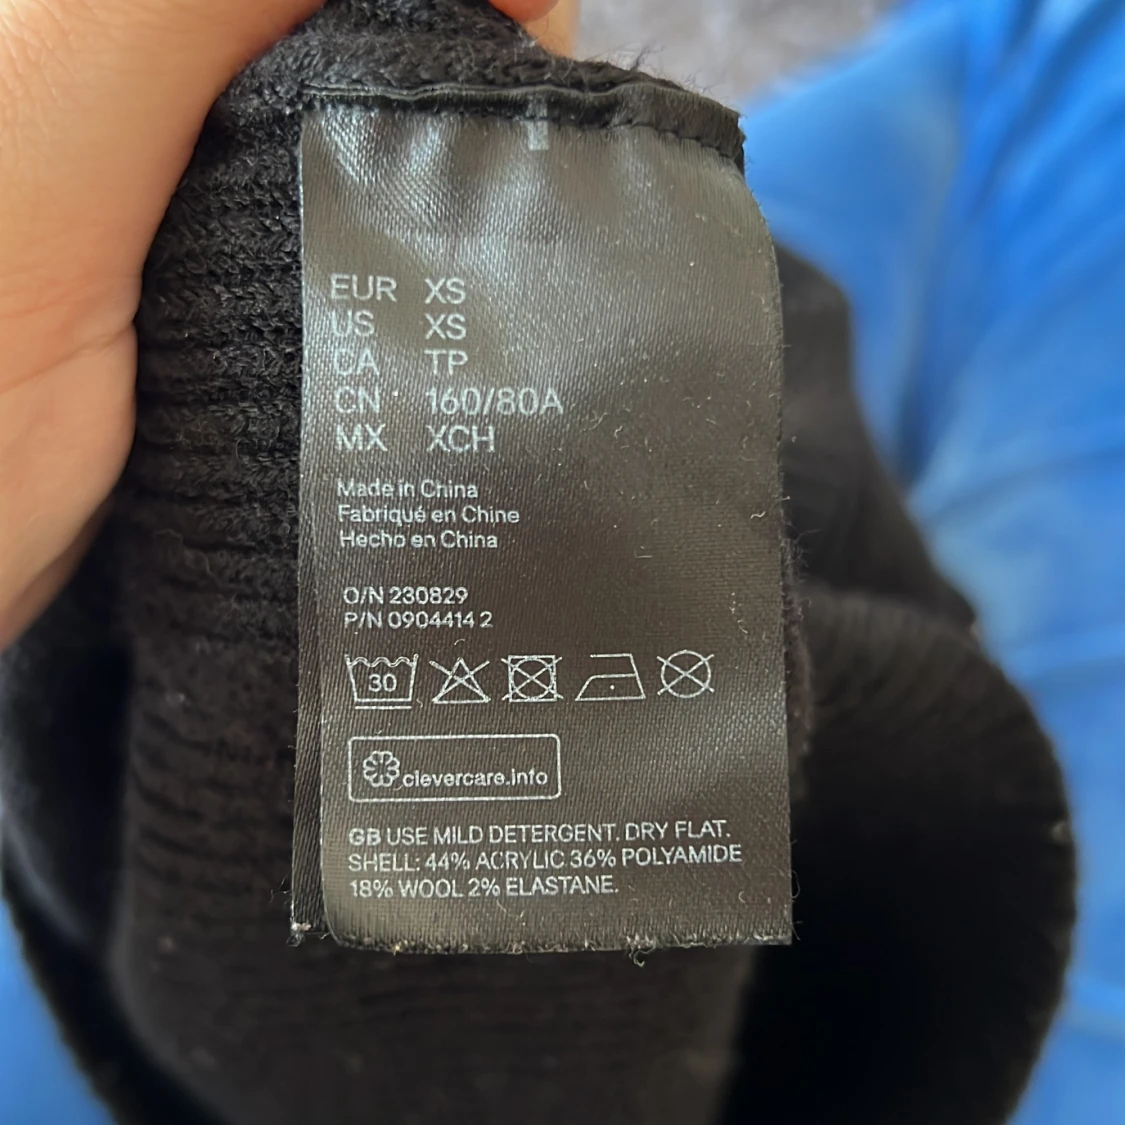 EUR XS
US XS
CA TP
CN 160/80A
MX XCH
Made in China
Fabriqué en Chine
Hecho en China
O/N 230829
P/N 0904414 2
30
clevercare.info
GB USE MILD DETERGENT. DRY FLAT.
SHELL: 44% ACRYLIC 36% POLYAMIDE
18% WOOL 2% ELASTANE.